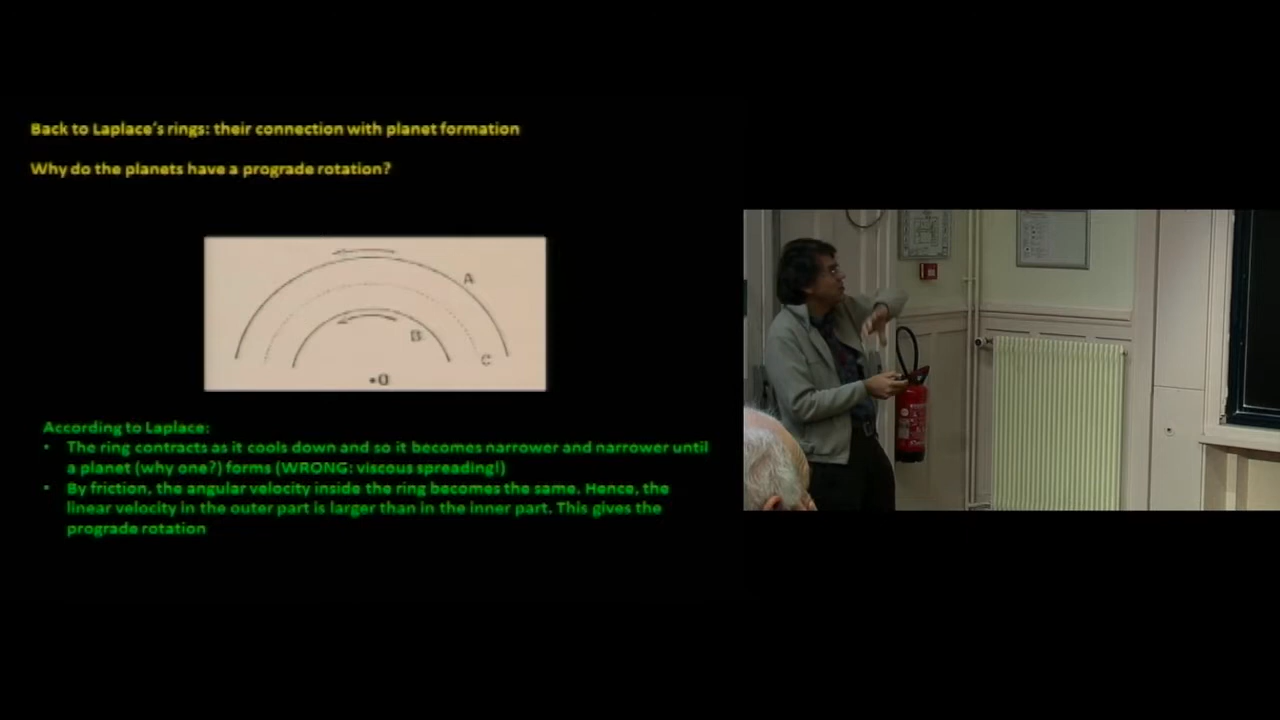 Back to Laplace's rings: their connection with planet formation
Why do the planets have a prograde rotation?
A
B
C
O
According to Laplace:
• The ring contracts as it cools down and so it becomes narrower and narrower until
a planet (why one?) forms (WRONG: viscous spreading!)
• By friction, the angular velocity inside the ring becomes the same. Hence, the
linear velocity in the outer part is larger than in the inner part. This gives the
prograde rotation